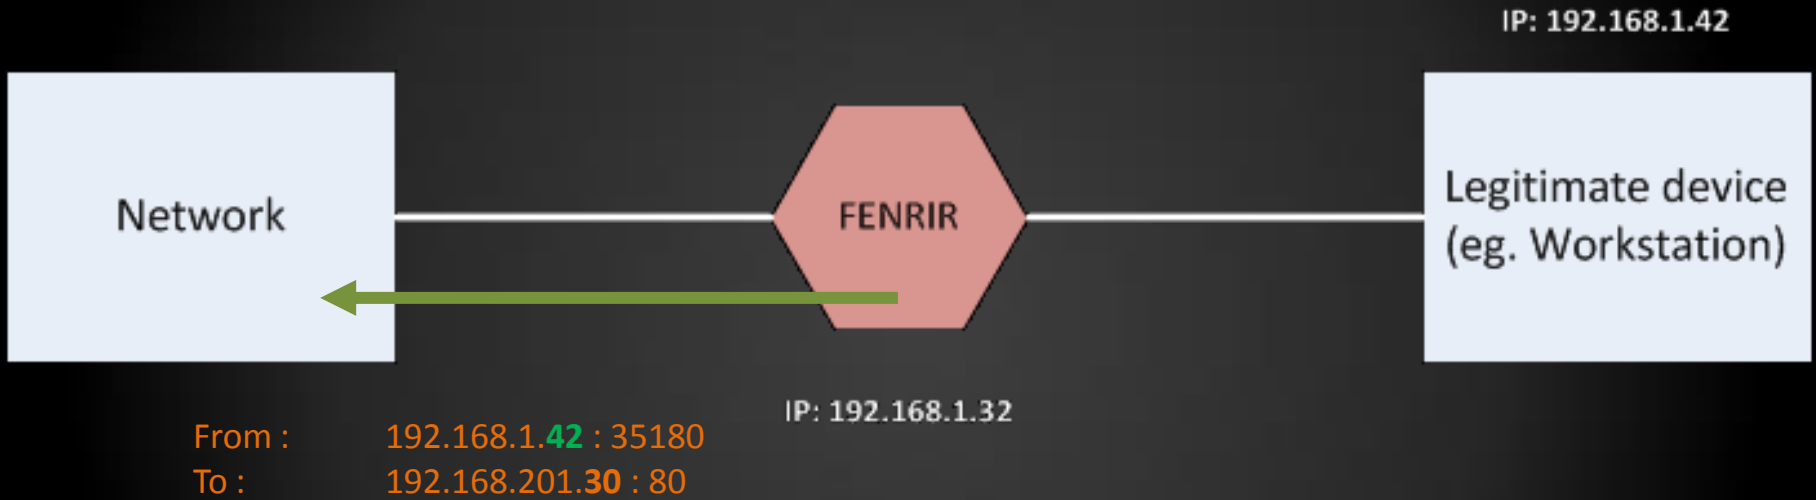 IP: 192.168.1.42
Network
FENRIR
Legitimate device
(eg. Workstation)
IP: 192.168.1.32
From : 192.168.1.42 : 35180
To : 192.168.201.30 : 80